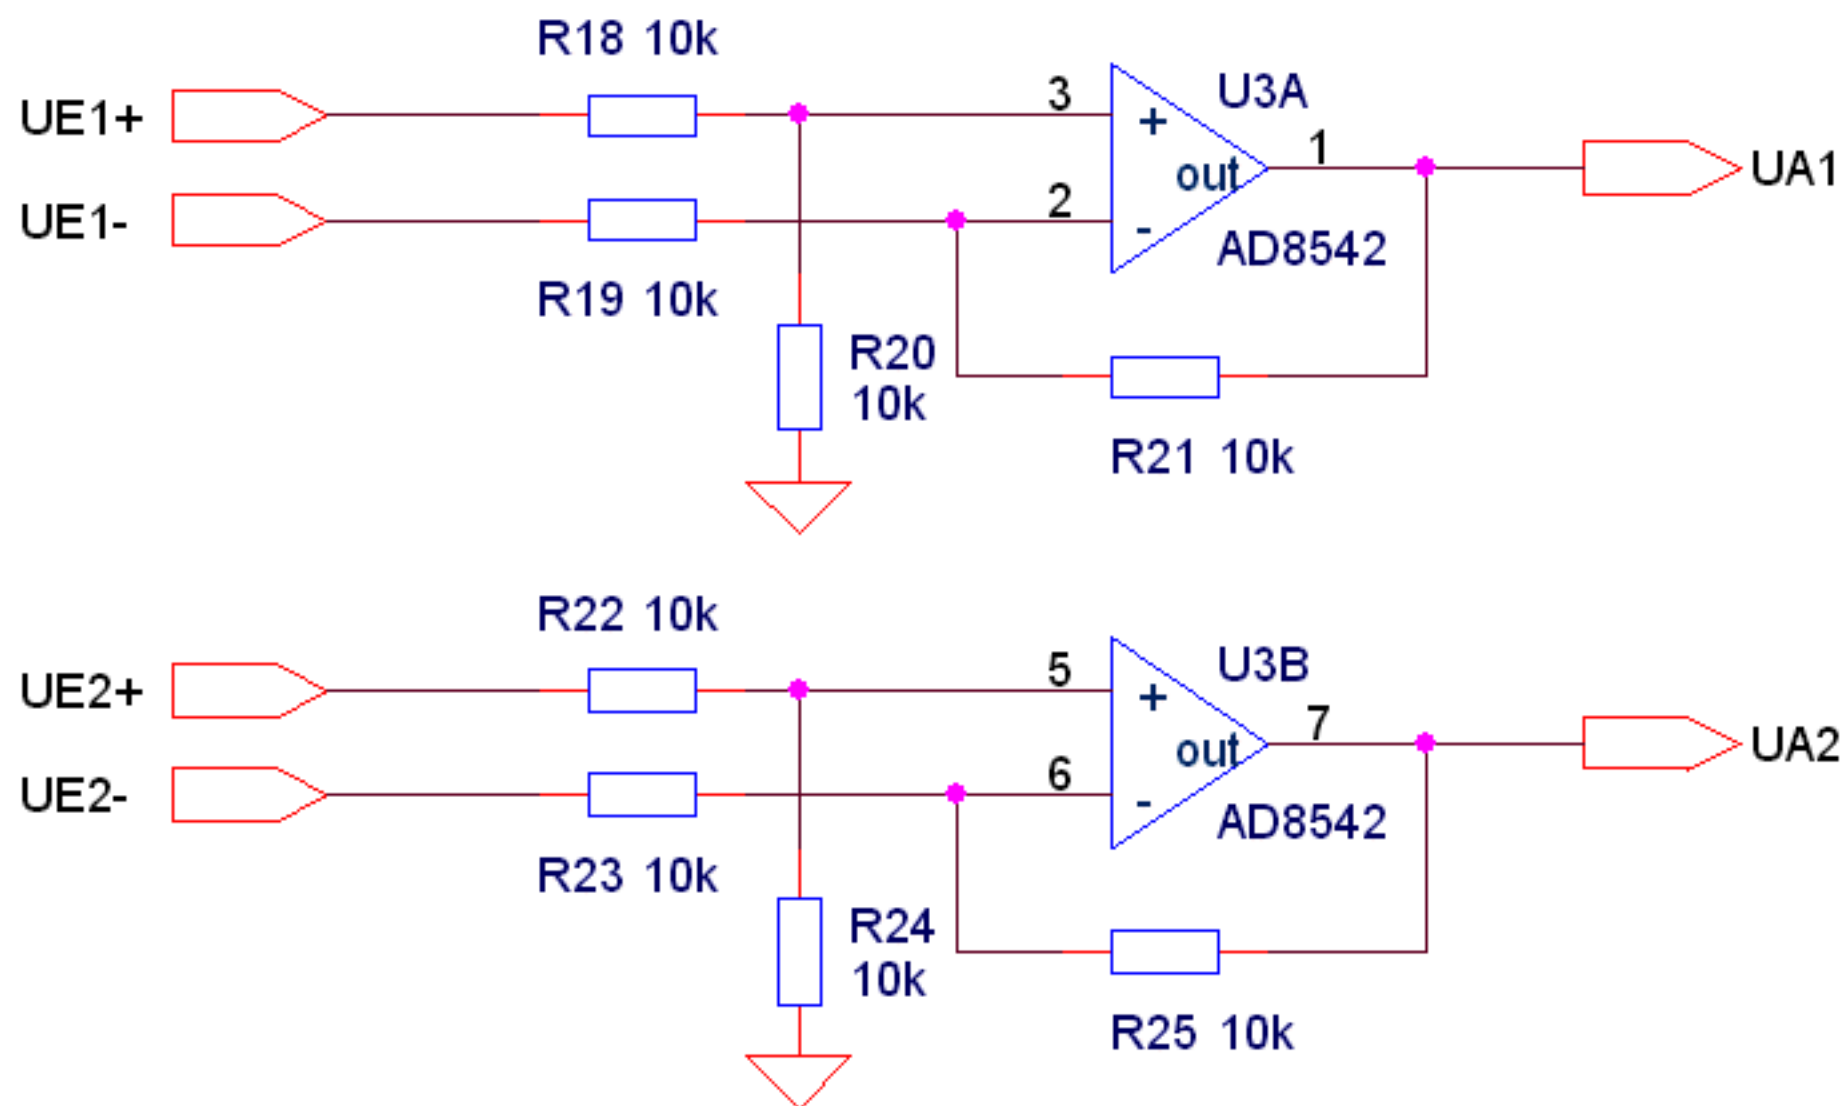 R18 10k
UE1+
3
+
U3A
1
out
UA1
UE1-
2
-
AD8542
R19 10k
R20
10k
R21 10k
R22 10k
UE2+
5
+
U3B
7
out
UA2
UE2-
6
-
AD8542
R23 10k
R24
10k
R25 10k